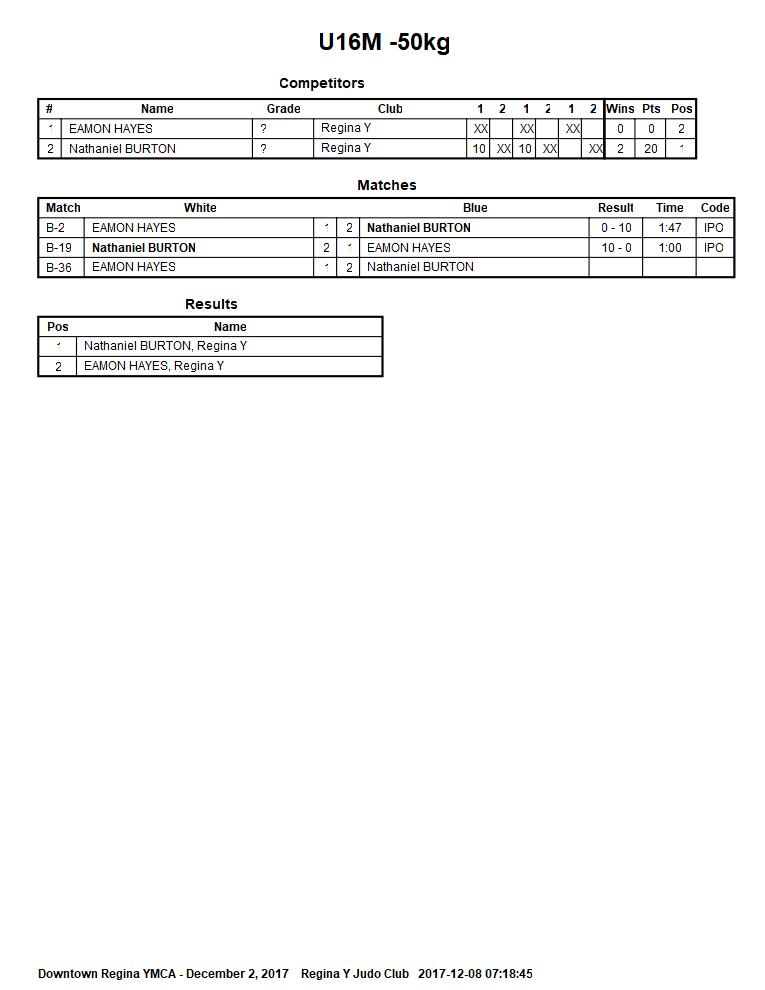 U16M -50kg
Competitors
# Name Grade Club 1 2 1 2 1 2 Wins Pts Pos
1 EAMON HAYES ? Regina Y XX XX XX 0 0 2
2 Nathaniel BURTON ? Regina Y 10 XX 10 XX XX 2 20 1
Matches
Match White Blue Result Time Code
B-2 EAMON HAYES 1 2 Nathaniel BURTON 0 - 10 1:47 IPO
B-19 Nathaniel BURTON 2 1 EAMON HAYES 10 - 0 1:00 IPO
B-36 EAMON HAYES 1 2 Nathaniel BURTON
Results
Pos Name
1 Nathaniel BURTON, Regina Y
2 EAMON HAYES, Regina Y
Downtown Regina YMCA - December 2, 2017 Regina Y Judo Club 2017-12-08 07:18:45